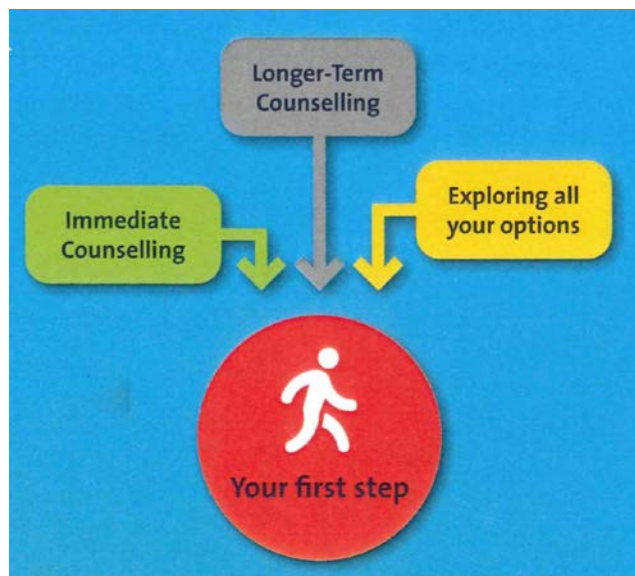 Longer-Term
Counselling
Immediate
Counselling
Exploring all
your options
Your first step